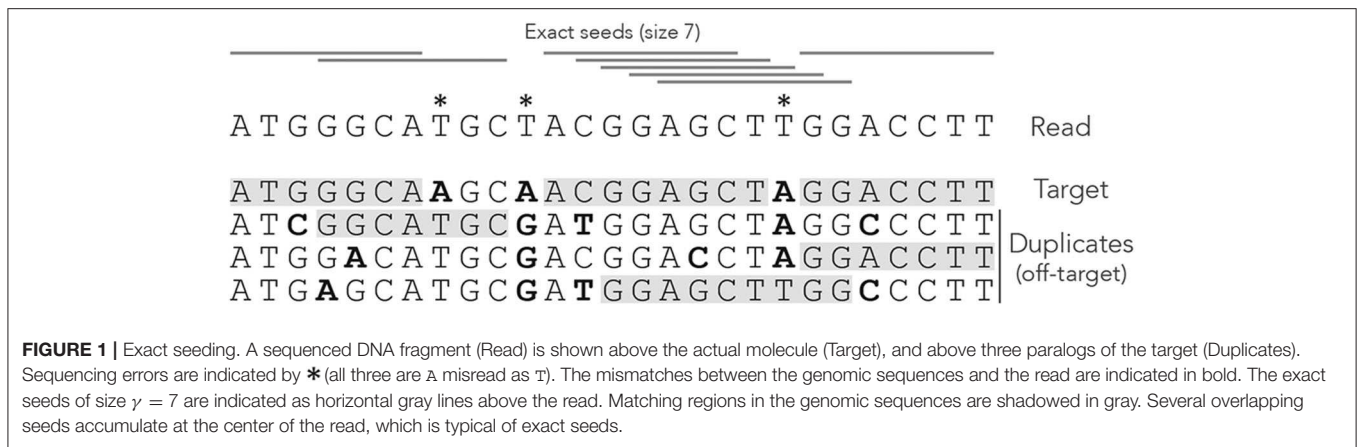 Exact seeds (size 7)
* * *
A T G G G C A T G C T A C G G A G C T T G G A C C T T Read
A T G G G C A A G C A A C G G A G C T A G G A C C T T Target
A T C G G C A T G C G A T G G A G C T A G G C C C T T
A T G G A C A T G C G A C G G A C C T A G G A C C T T
A T G A G C A T G C G A T G G A G C T T G G C C C T T
Duplicates
(off-target)
FIGURE 1 | Exact seeding. A sequenced DNA fragment (Read) is shown above the actual molecule (Target), and above three paralogs of the target (Duplicates).
Sequencing errors are indicated by * (all three are A misread as T). The mismatches between the genomic sequences and the read are indicated in bold. The exact
seeds of size γ = 7 are indicated as horizontal gray lines above the read. Matching regions in the genomic sequences are shadowed in gray. Several overlapping
seeds accumulate at the center of the read, which is typical of exact seeds.